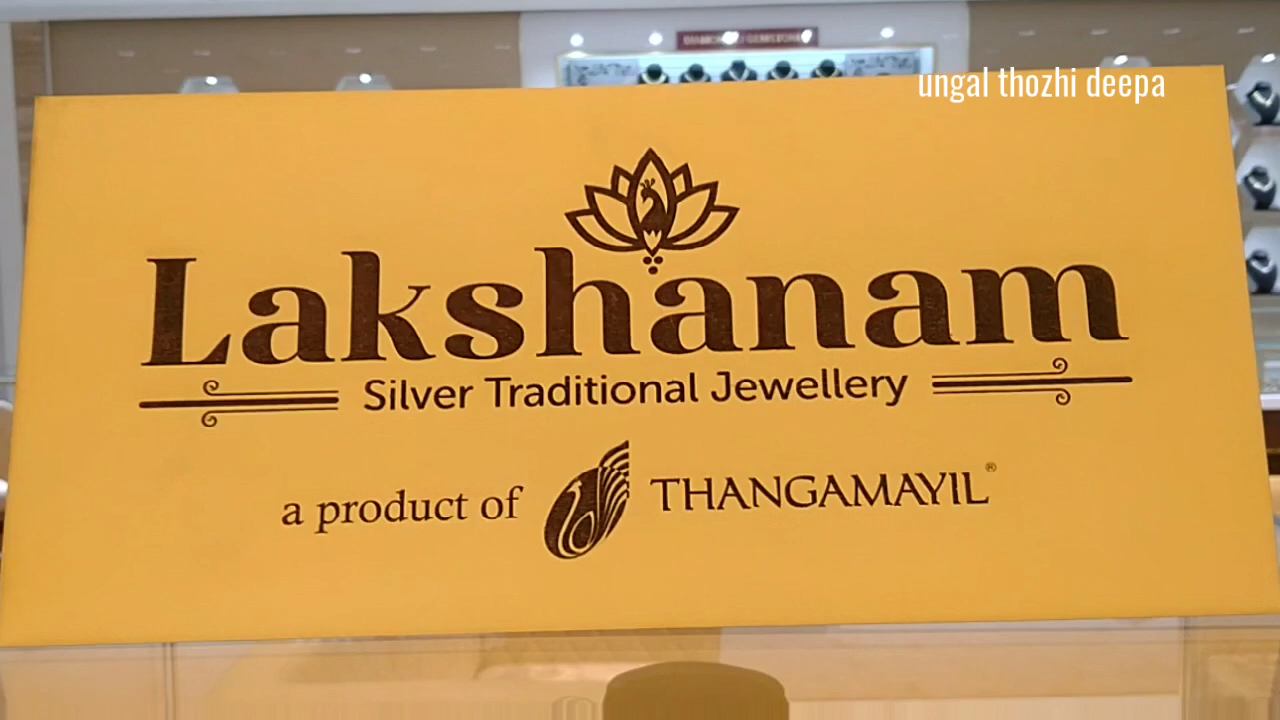 ungal thozhi deepa
Lakshanam
Silver Traditional Jewellery
a product of THANGAMAYIL®